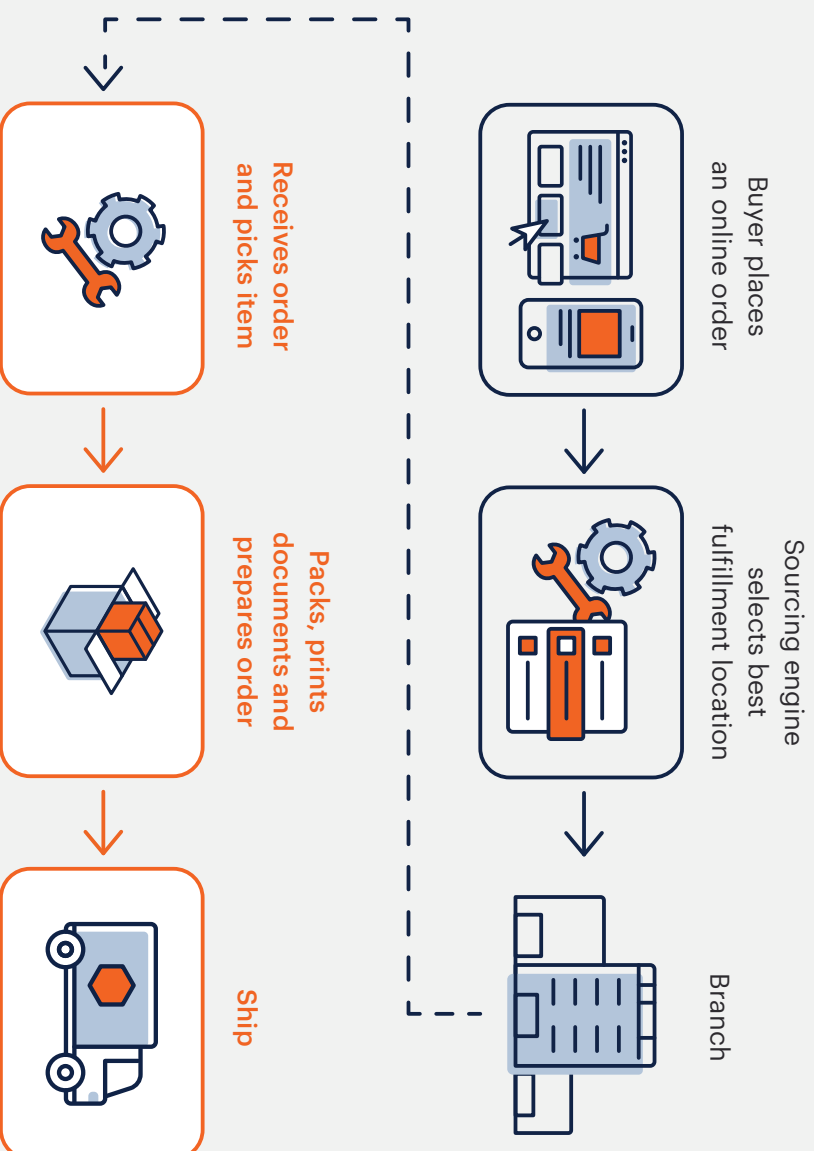 Buyer places
an online order
Sourcing engine
selects best
fulfillment location
Branch
Receives order
and picks item
Packs, prints
documents and
prepares order
Ship